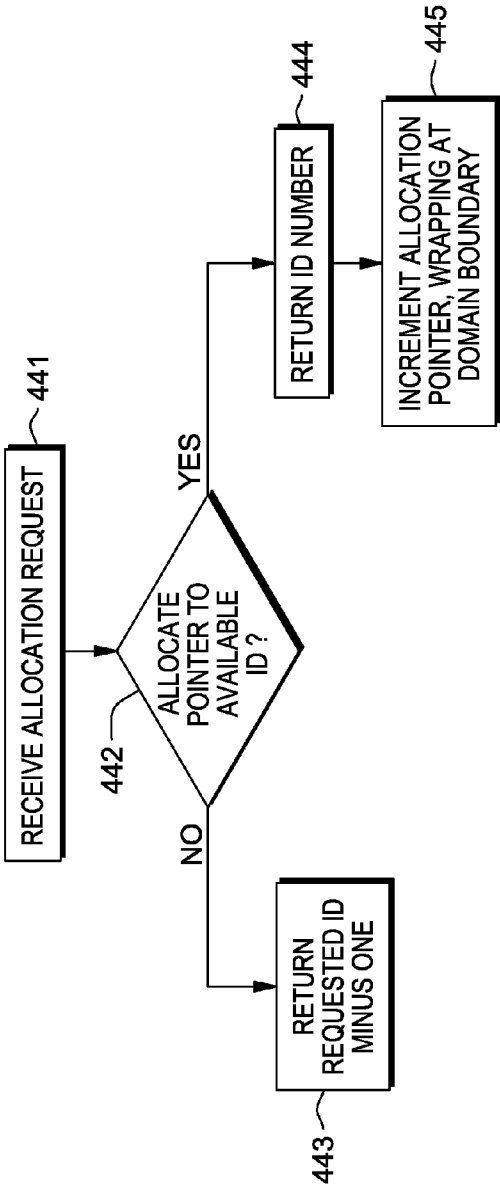 RECEIVE ALLOCATION REQUEST
441
ALLOCATE
POINTER TO
AVAILABLE
ID?
442
NO
YES
RETURN
REQUESTED ID
MINUS ONE
443
RETURN ID NUMBER
444
INCREMENT ALLOCATION
POINTER, WRAPPING AT
DOMAIN BOUNDARY
445